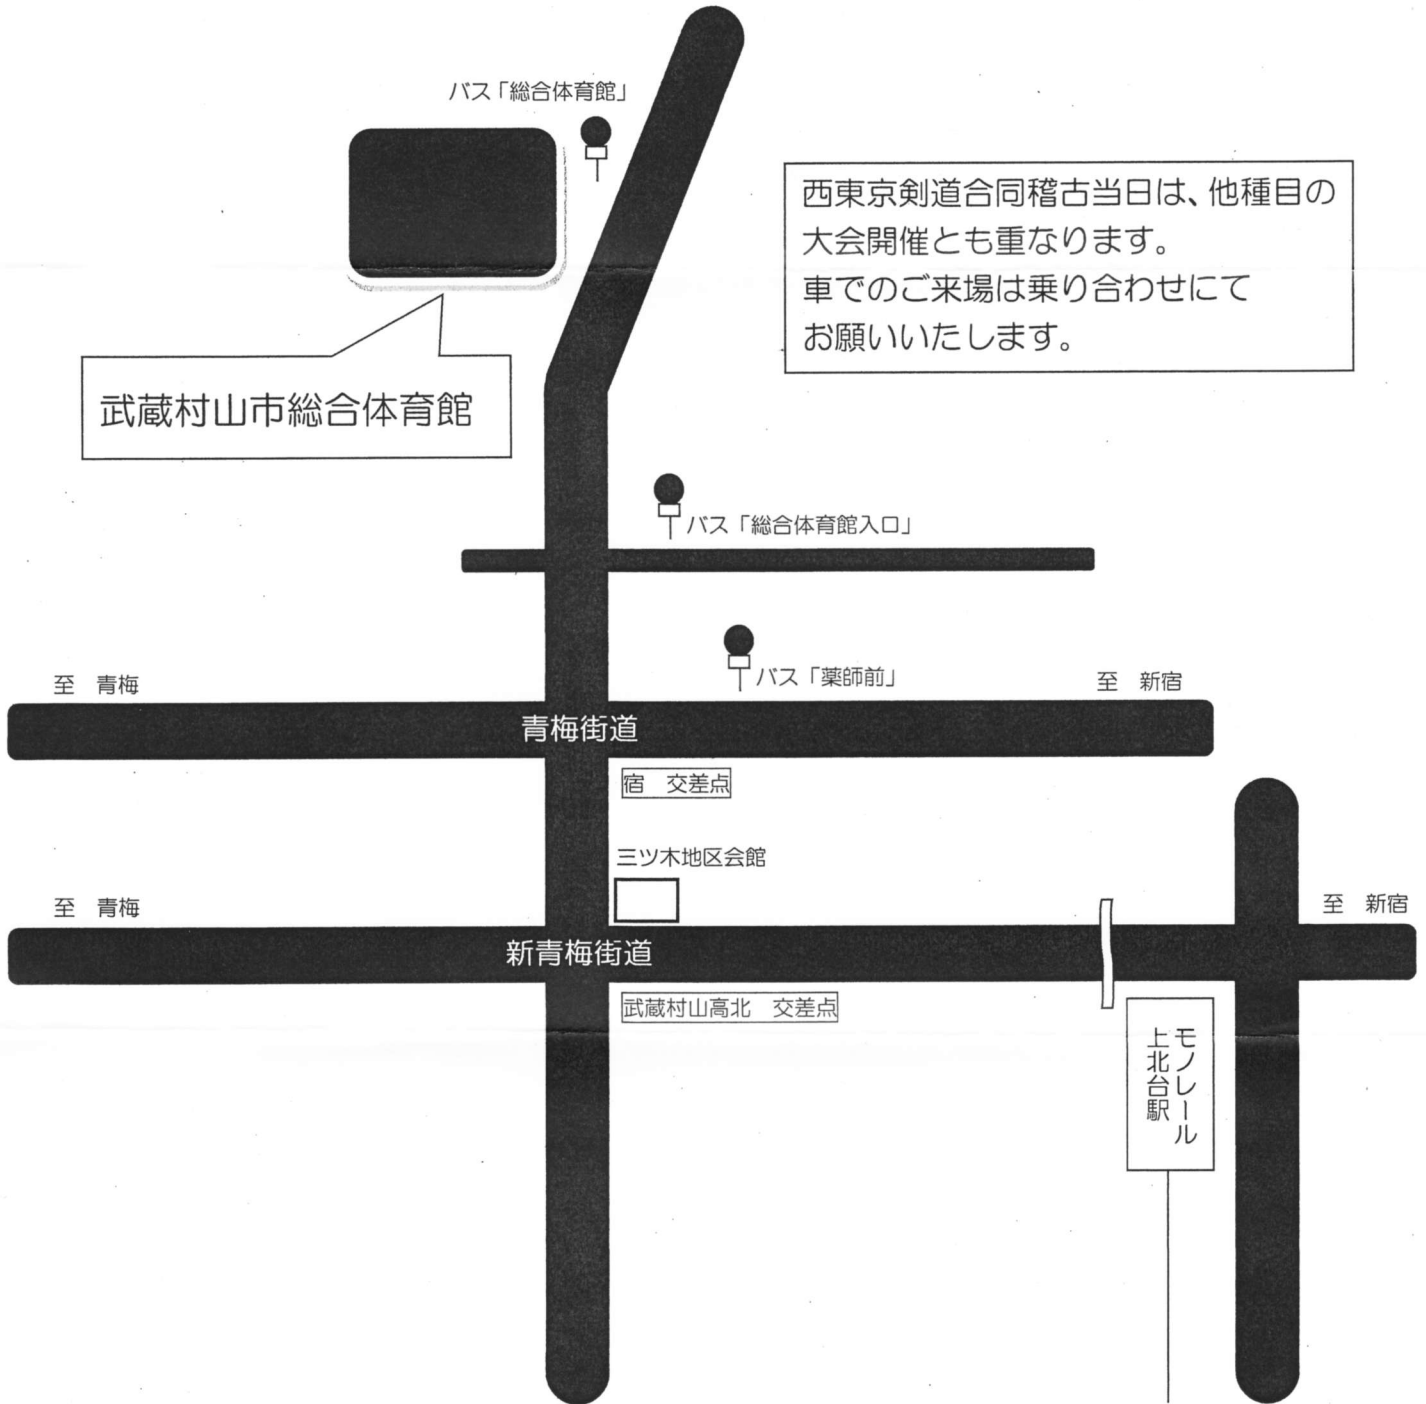 バス「総合体育館」
西東京剣道合同稽古当日は、他種目の
大会開催とも重なります。
車でのご来場は乗り合わせにて
お願いいたします。
武蔵村山市総合体育館
バス「総合体育館入口」
バス「薬師前」
至　青梅
至　新宿
青梅街道
宿　交差点
三ツ木地区会館
至　青梅
至　新宿
新青梅街道
武蔵村山高北　交差点
モノレール
上北台駅